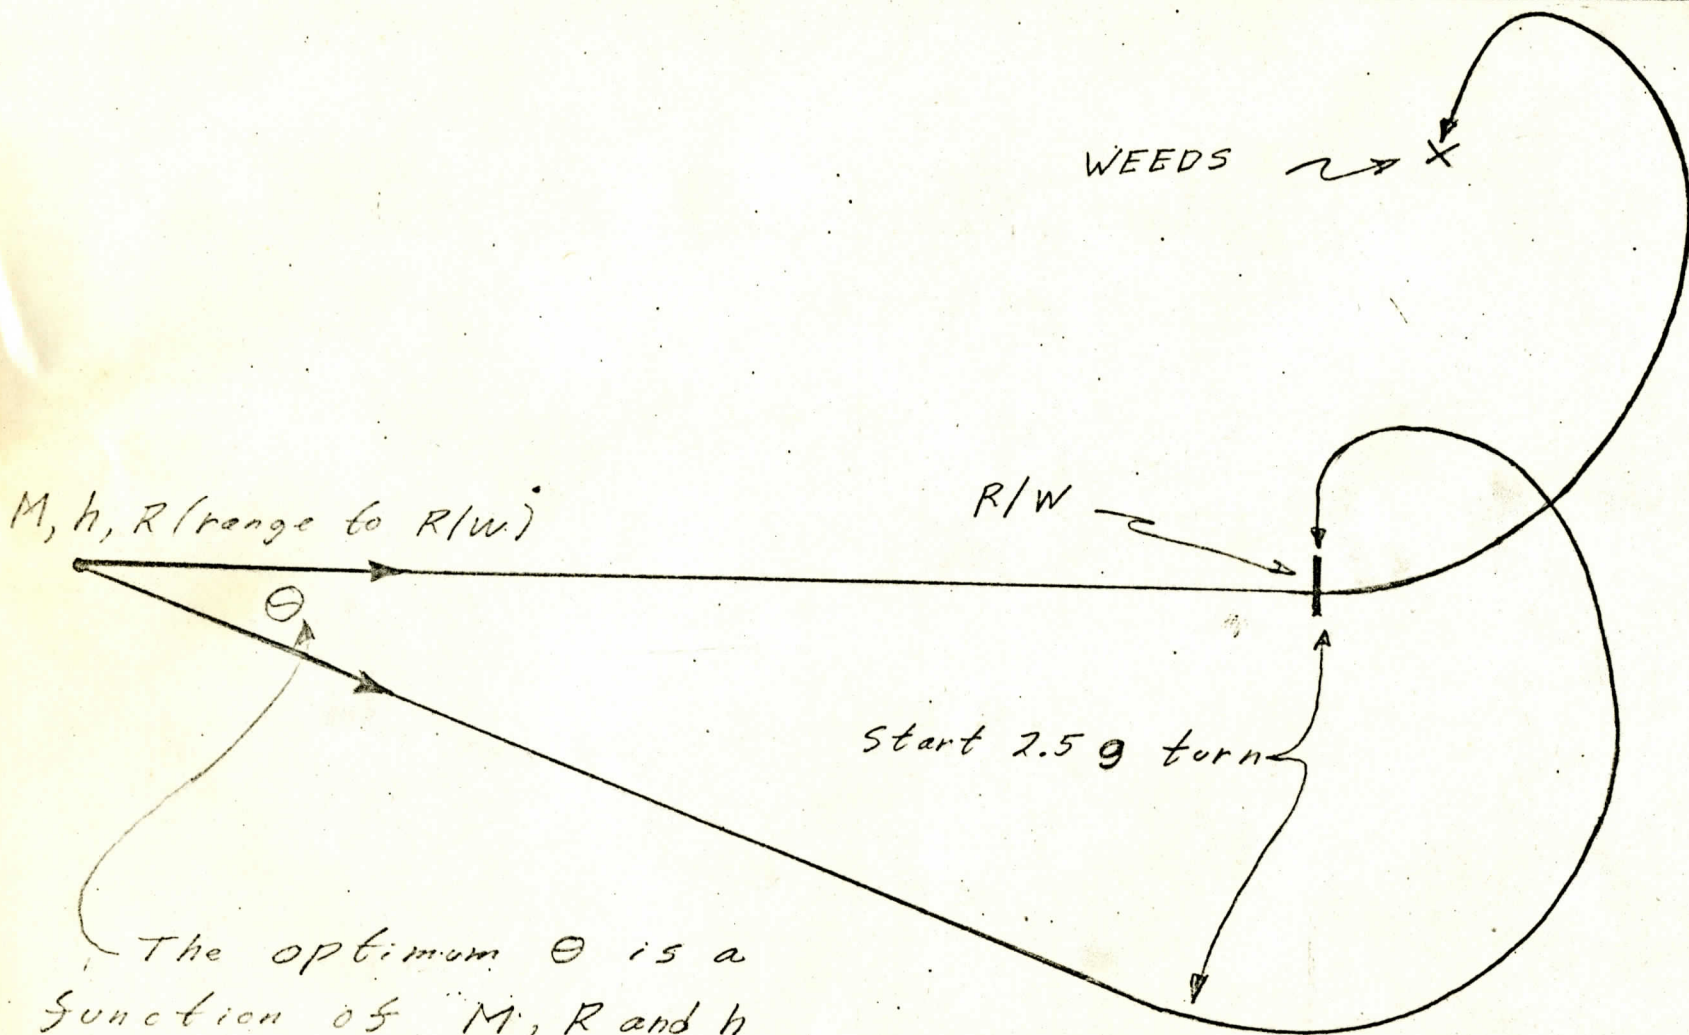 WEEDS
×
R/W
M, h, R (range to R/W.)
θ
Start 2.5 g turn
The optimum θ is a
function of M, R and h